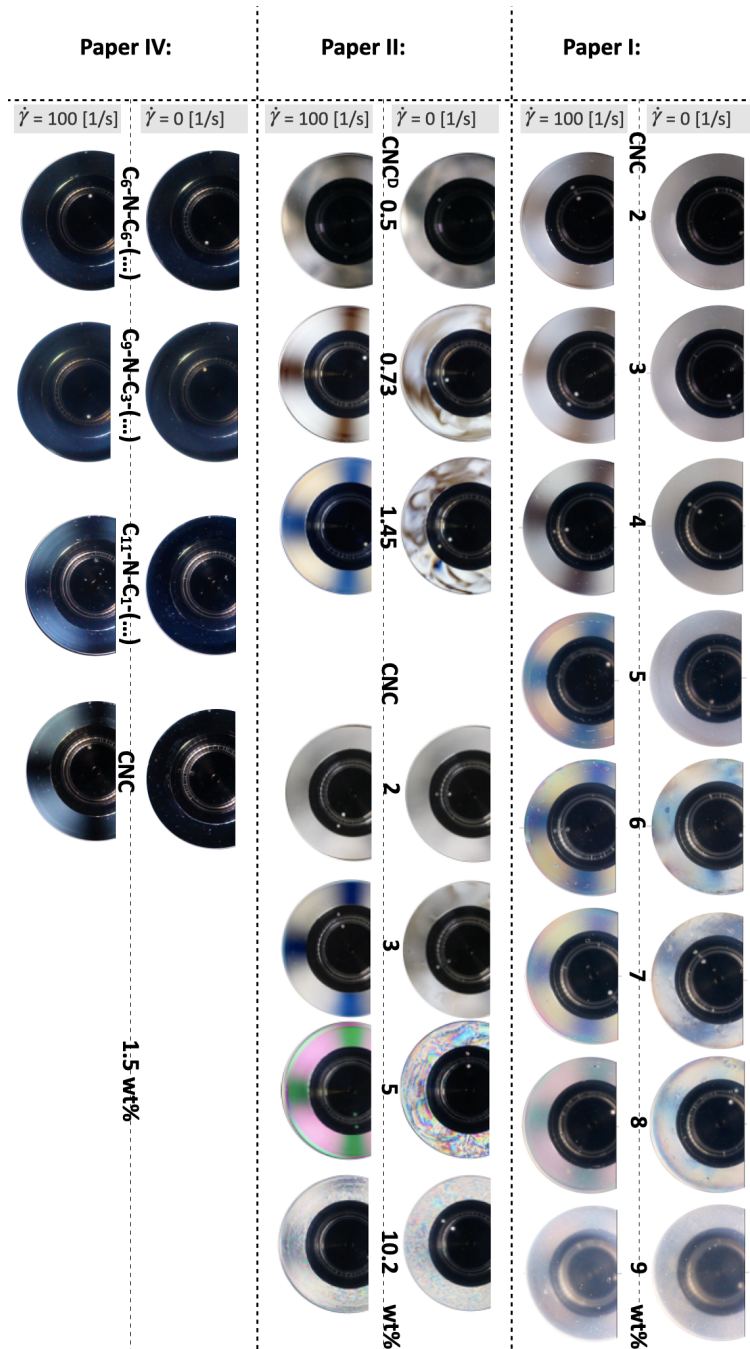 Paper IV:
Paper II:
Paper I:
γ̇ = 100 [1/s]
γ̇ = 0 [1/s]
γ̇ = 100 [1/s]
γ̇ = 0 [1/s]
γ̇ = 100 [1/s]
γ̇ = 0 [1/s]
C₆-N-C₆-(...)
C₉-N-C₃-(...)
C₁₁-N-C₁-(...)
CNC
1.5 wt%
CNCᴰ 0.5
0.73
1.45
CNC
2
3
5
10.2 wt%
CNC
2
3
4
5
6
7
8
9 wt%